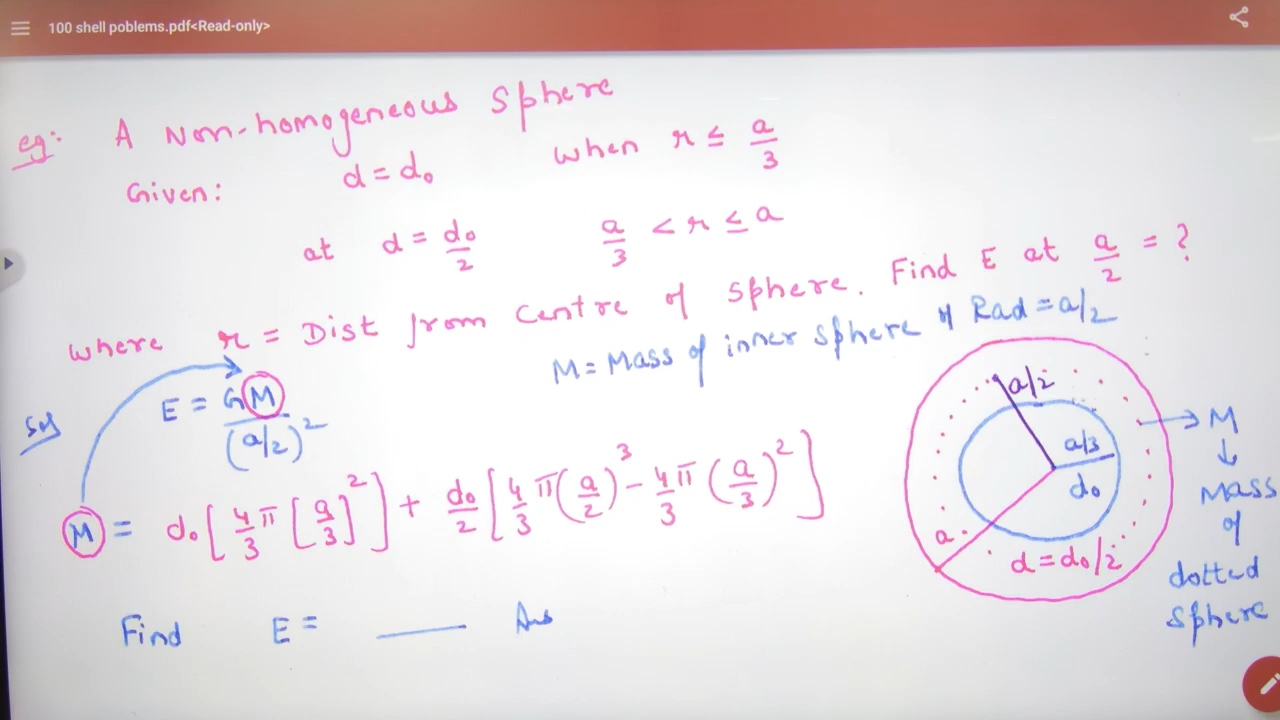 100 shell poblems.pdf<Read-only>
eg: A Non-homogeneous Sphere
Given: d = d₀ when r ≤ a/3
at d = d₀/2 a/3 < r ≤ a
where r = Dist from Centre of sphere. Find E at a/2 = ?
M = Mass of inner sphere of Rad = a/2
Sol E = GM/(a/2)²
M = d₀[4/3 π[a/3]²] + d₀/2 [4/3 π(a/2)³ - 4/3 π(a/3)²]
Find E = ____ Ans
a/2
a/3
d₀
a
d = d₀/2
M
↓
Mass
of
dotted
sphere